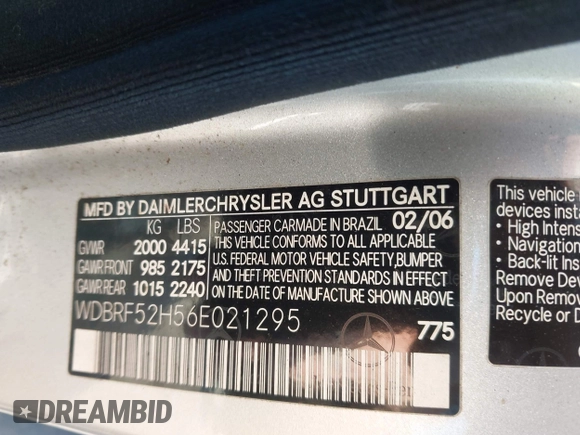 MFD BY DAIMLERCHRYSLER AG STUTTGART
KG LBS
GVWR 2000 4415
GAWR FRONT 985 2175
GAWR REAR 1015 2240
PASSENGER CAR MADE IN BRAZIL 02/06
THIS VEHICLE CONFORMS TO ALL APPLICABLE
U.S. FEDERAL MOTOR VEHICLE SAFETY, BUMPER
AND THEFT PREVENTION STANDARDS IN EFFECT
ON THE DATE OF MANUFACTURE SHOWN ABOVE
WDBRF52H56E021295
775
This vehicle
devices install
• High Intens
• Navigation
• Back-lit Ins
Remove Dev
Upon Remov
Recycle or D
DREAMBID